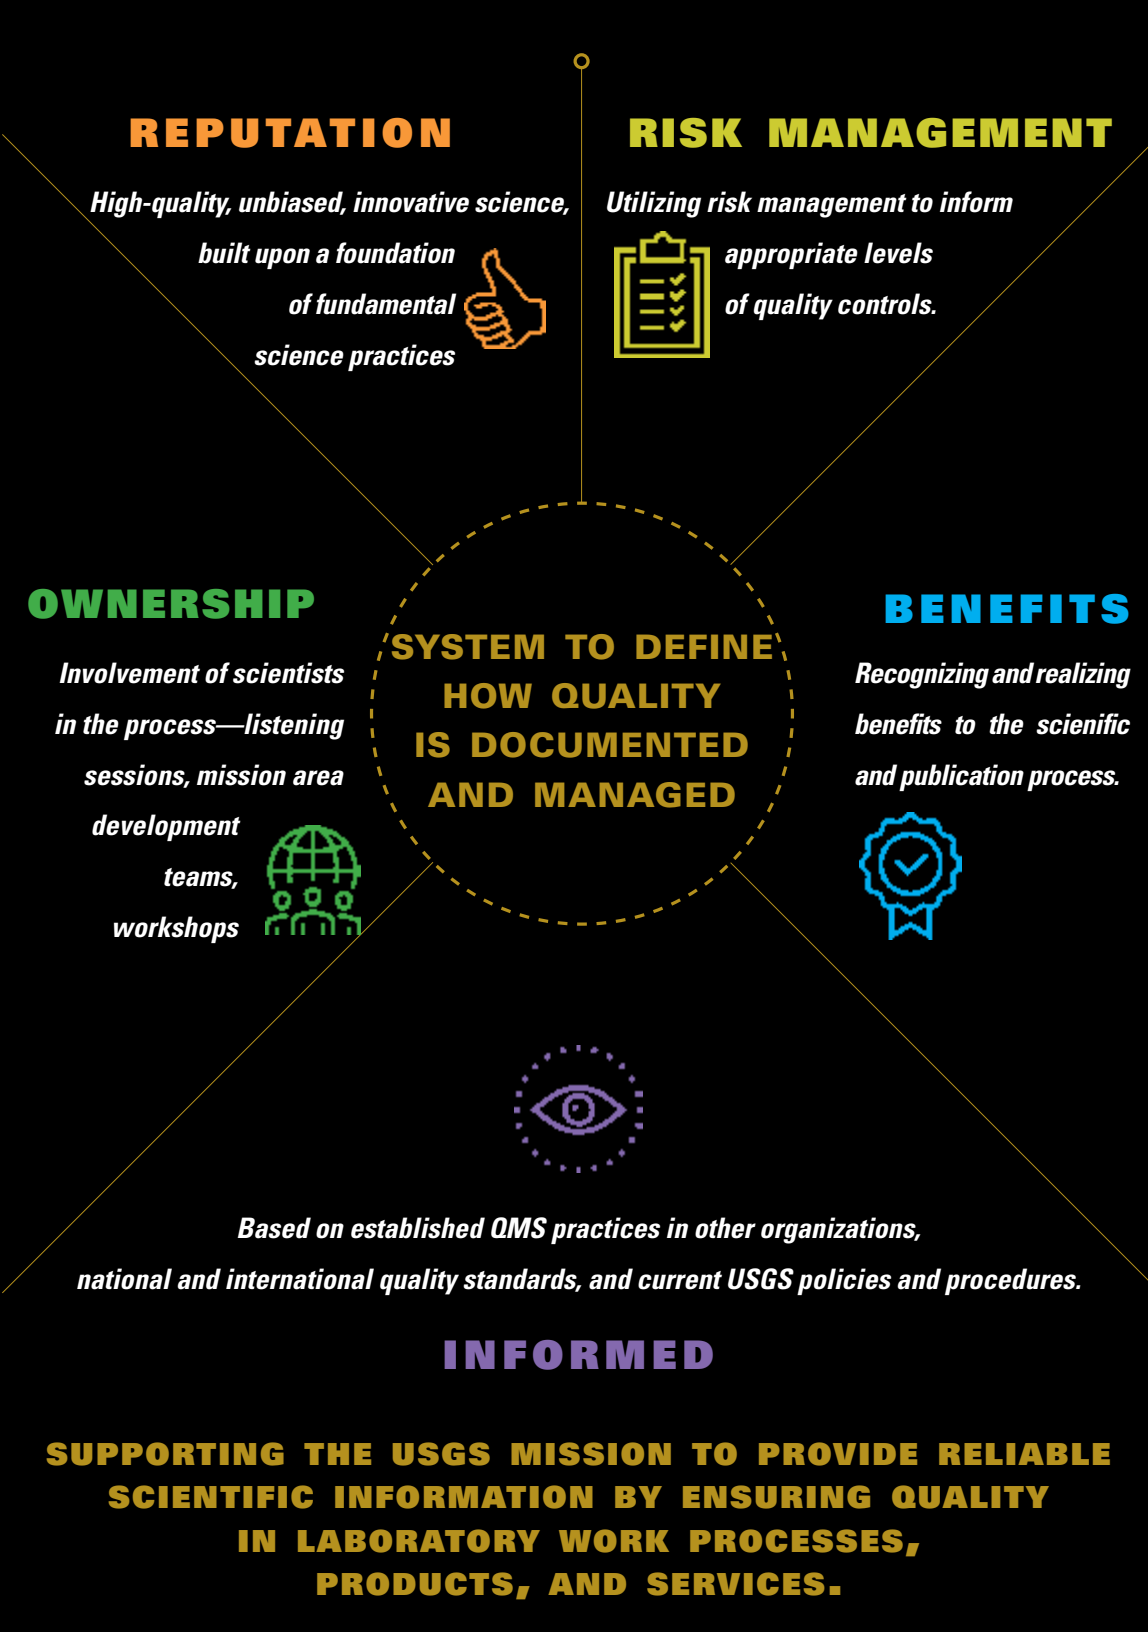 REPUTATION
High-quality, unbiased, innovative science,
built upon a foundation
of fundamental
science practices
RISK MANAGEMENT
Utilizing risk management to inform
appropriate levels
of quality controls.
OWNERSHIP
Involvement of scientists
in the process—listening
sessions, mission area
development
teams,
workshops
SYSTEM TO DEFINE
HOW QUALITY
IS DOCUMENTED
AND MANAGED
BENEFITS
Recognizing and realizing
benefits to the scienific
and publication process.
Based on established QMS practices in other organizations,
national and international quality standards, and current USGS policies and procedures.
INFORMED
SUPPORTING THE USGS MISSION TO PROVIDE RELIABLE
SCIENTIFIC INFORMATION BY ENSURING QUALITY
IN LABORATORY WORK PROCESSES,
PRODUCTS, AND SERVICES.